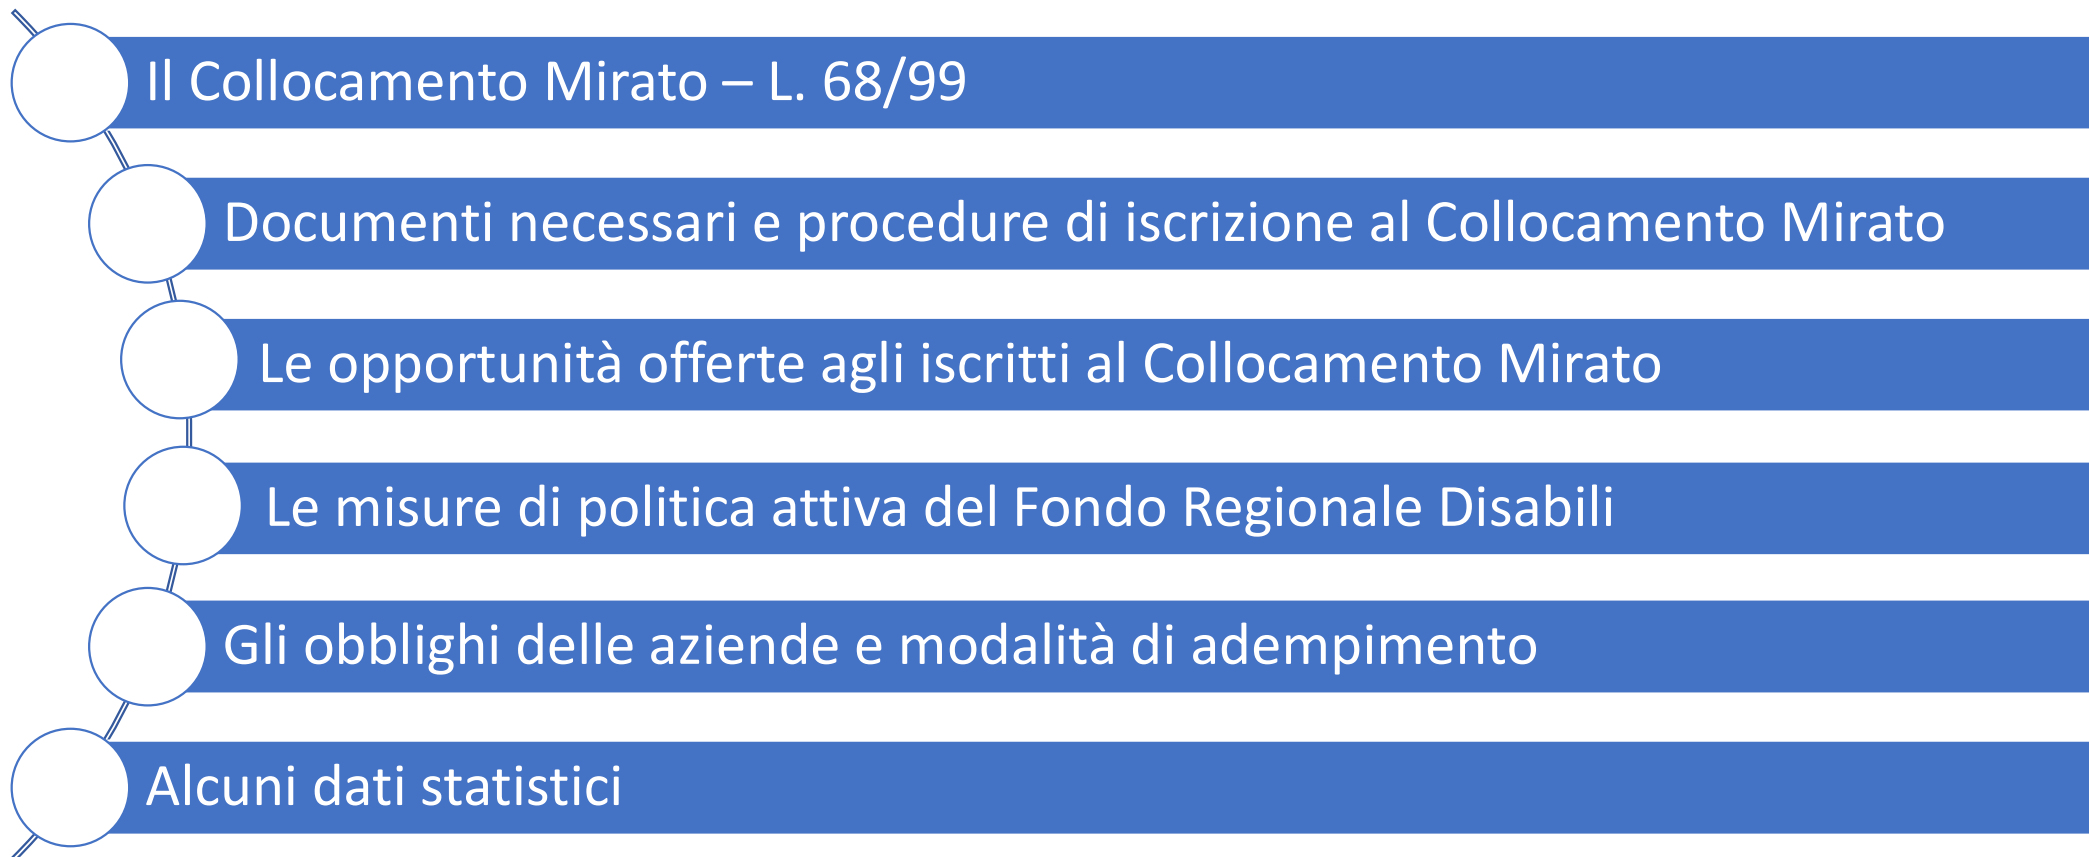 Il Collocamento Mirato – L. 68/99
Documenti necessari e procedure di iscrizione al Collocamento Mirato
Le opportunità offerte agli iscritti al Collocamento Mirato
Le misure di politica attiva del Fondo Regionale Disabili
Gli obblighi delle aziende e modalità di adempimento
Alcuni dati statistici